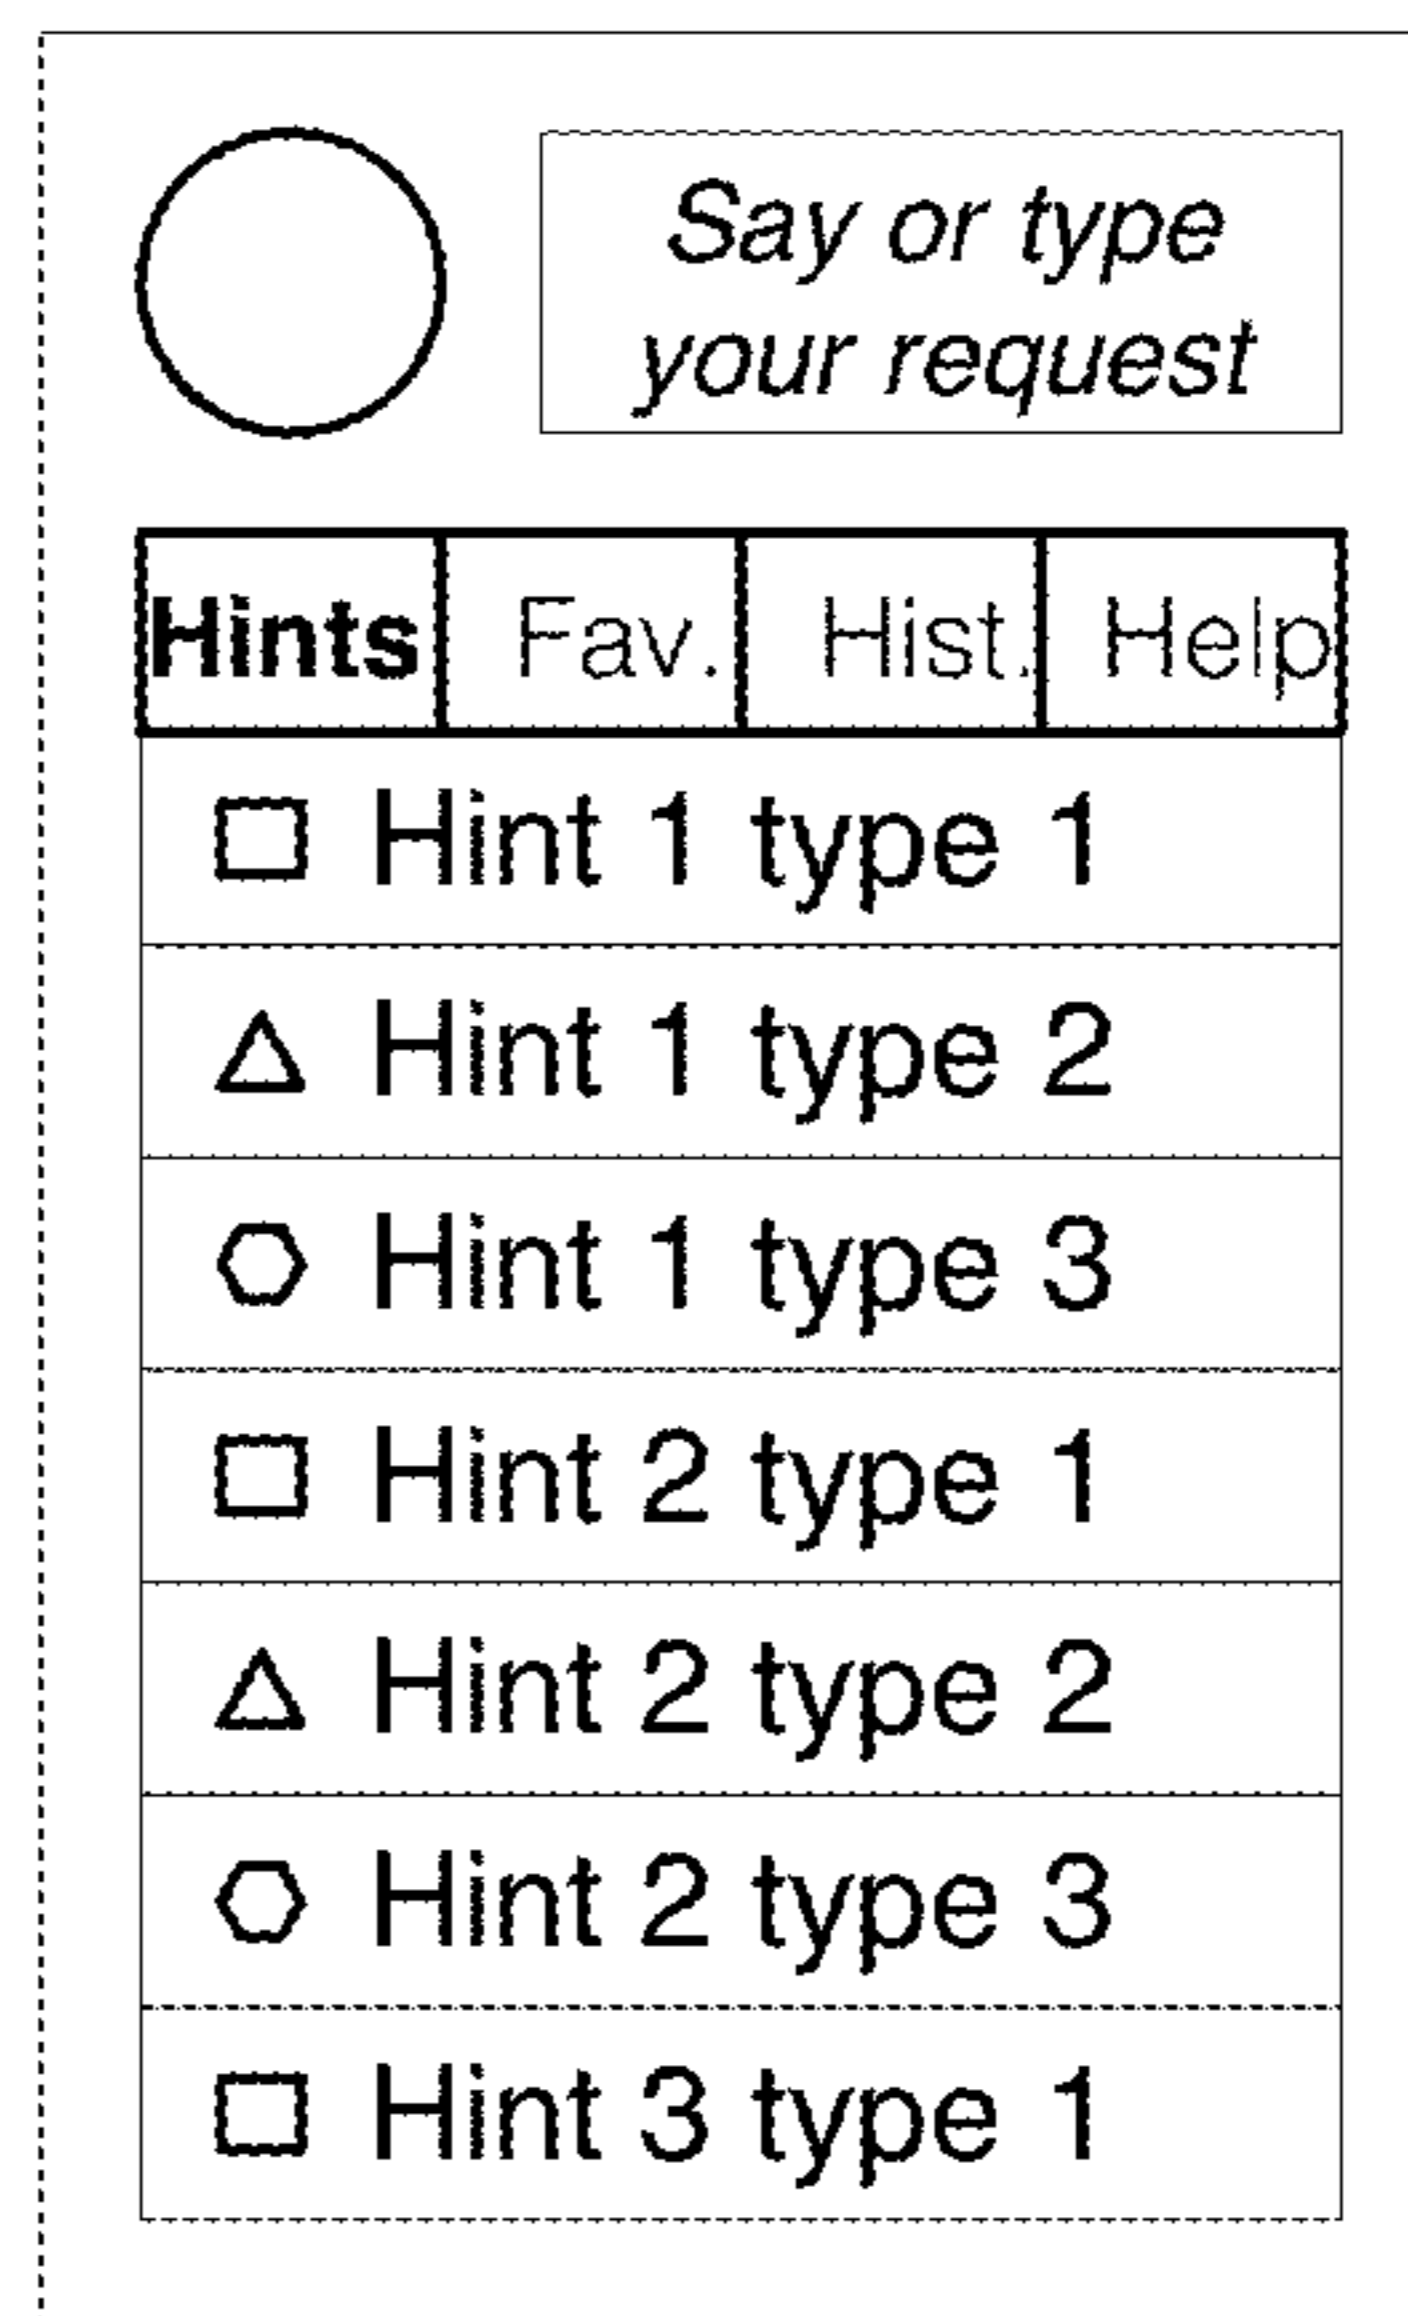 Say or type
your request
Hints Fav. Hist. Help
Hint 1 type 1
Hint 1 type 2
Hint 1 type 3
Hint 2 type 1
Hint 2 type 2
Hint 2 type 3
Hint 3 type 1